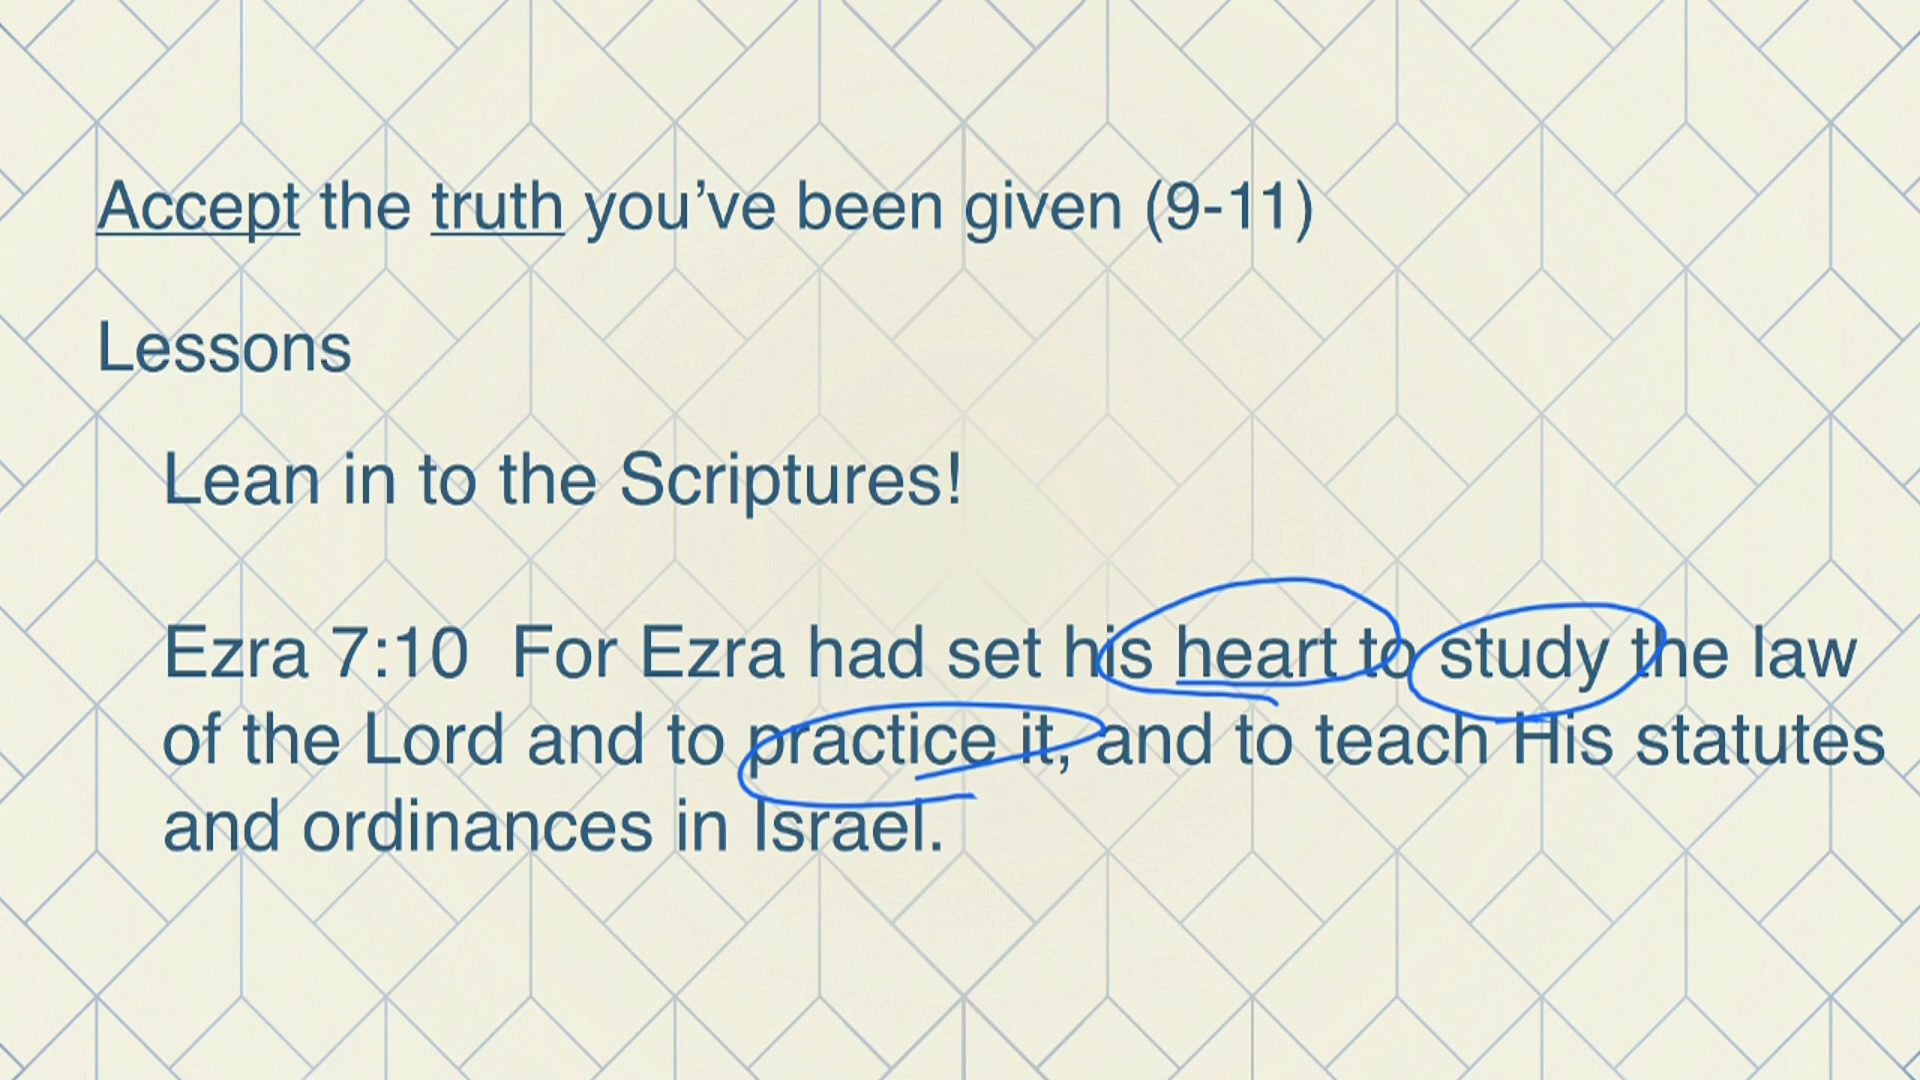 Accept the truth you’ve been given (9-11)
Lessons
Lean in to the Scriptures!
Ezra 7:10  For Ezra had set his heart to study the law
of the Lord and to practice it, and to teach His statutes
and ordinances in Israel.